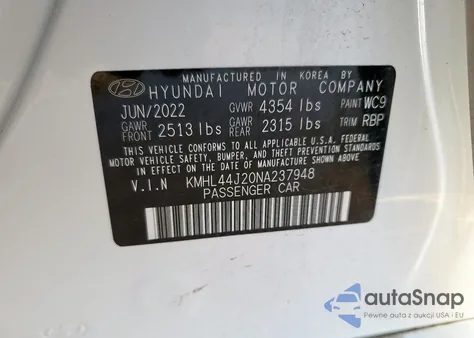 MANUFACTURED IN KOREA BY
HYUNDAI MOTOR COMPANY
JUN/2022 GVWR 4354 lbs PAINT WC9
GAWR FRONT 2513 lbs GAWR REAR 2315 lbs TRIM RBP
THIS VEHICLE CONFORMS TO ALL APPLICABLE U.S.A. FEDERAL
MOTOR VEHICLE SAFETY, BUMPER, AND THEFT PREVENTION
STANDARDS IN EFFECT ON THE DATE OF MANUFACTURE SHOWN ABOVE.
V.I.N KMHL44J20NA237948
PASSENGER CAR
autaSnap
Pewne auta z aukcji USA i EU